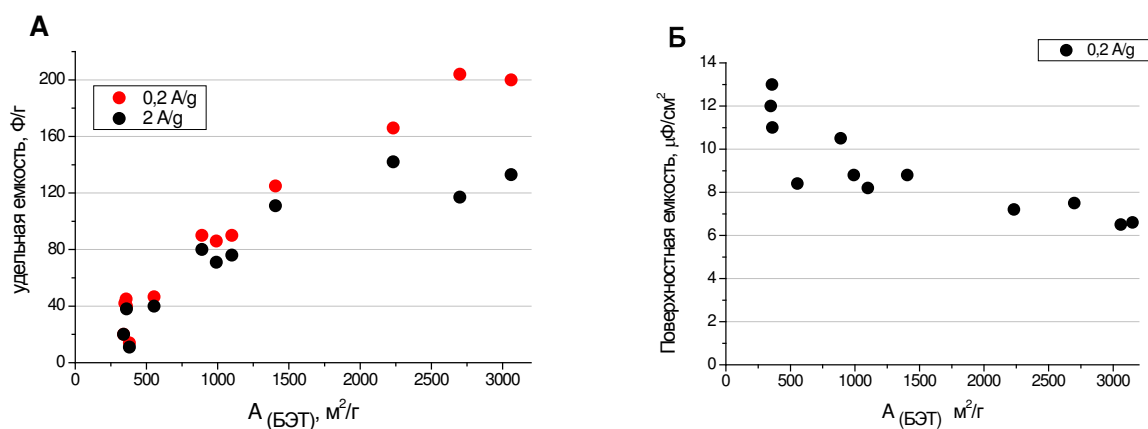 А
удельная емкость, Ф/г
200
160
120
80
40
0
0,2 A/g
2 A/g
0 500 1000 1500 2000 2500 3000
А (БЭТ), м²/г
Б
Поверхностная емкость, μФ/см²
14
12
10
8
6
4
2
0
0,2 A/g
0 500 1000 1500 2000 2500 3000
А (БЭТ) м²/г